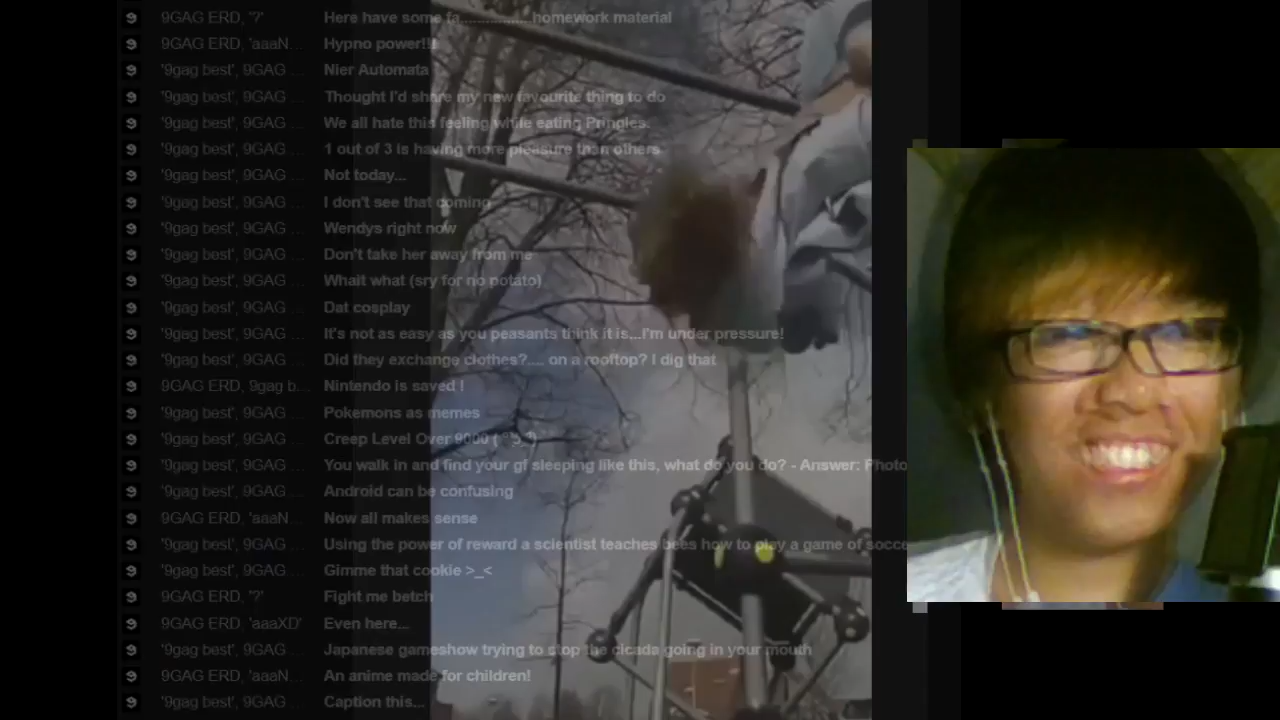 9GAG ERD, '?' Here have some fa................homework material
9GAG ERD, 'aaaN... Hypno power!!!
'9gag best', 9GAG ... Nier Automata
'9gag best', 9GAG ... Thought I'd share my new favourite thing to do
'9gag best', 9GAG ... We all hate this feeling while eating Pringles.
'9gag best', 9GAG ... 1 out of 3 is having more pleasure than others
'9gag best', 9GAG ... Not today...
'9gag best', 9GAG ... I don't see that coming
'9gag best', 9GAG ... Wendys right now
'9gag best', 9GAG ... Don't take her away from me
'9gag best', 9GAG ... Whait what (sry for no potato)
'9gag best', 9GAG ... Dat cosplay
'9gag best', 9GAG ... It's not as easy as you peasants think it is...I'm under pressure!
'9gag best', 9GAG ... Did they exchange clothes?.... on a rooftop? I dig that
9GAG ERD, 9gag b... Nintendo is saved !
'9gag best', 9GAG ... Pokemons as memes
'9gag best', 9GAG ... Creep Level Over 9000
'9gag best', 9GAG ... You walk in and find your gf sleeping like this, what do you do? - Answer: Photo
'9gag best', 9GAG ... Android can be confusing
9GAG ERD, 'aaaN... Now all makes sense
'9gag best', 9GAG ... Using the power of reward a scientist teaches bees how to play a game of socce
'9gag best', 9GAG ... Gimme that cookie >_<
9GAG ERD, '?' Fight me betch
9GAG ERD, 'aaaXD' Even here...
'9gag best', 9GAG ... Japanese gameshow trying to stop the cicada going in your mouth
9GAG ERD, 'aaaN... An anime made for children!
'9gag best', 9GAG ... Caption this...